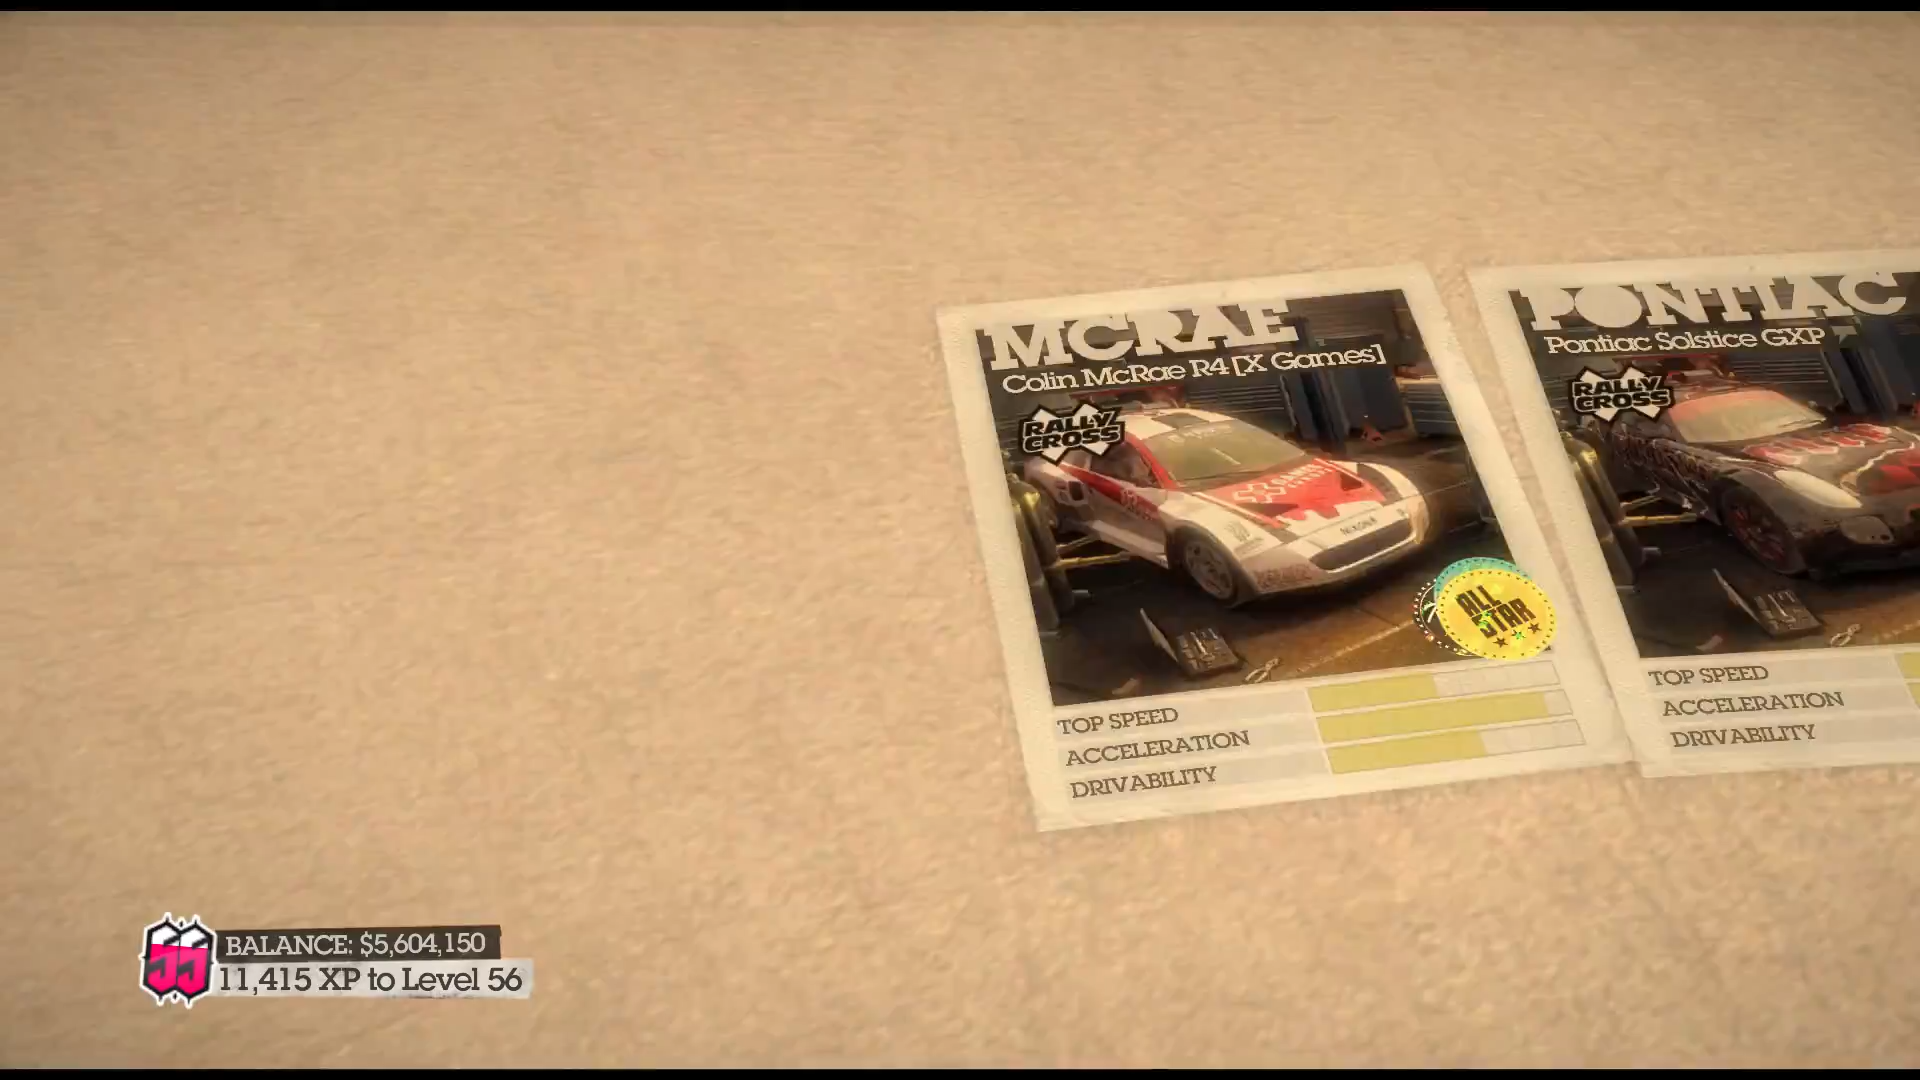 MCRAE
Colin McRae R4 [X Games]
RALLY
CROSS
ALL
STAR
TOP SPEED
ACCELERATION
DRIVABILITY
PONTIAC
Pontiac Solstice GXP
RALLY
CROSS
TOP SPEED
ACCELERATION
DRIVABILITY
55
BALANCE: $5,604,150
11,415 XP to Level 56